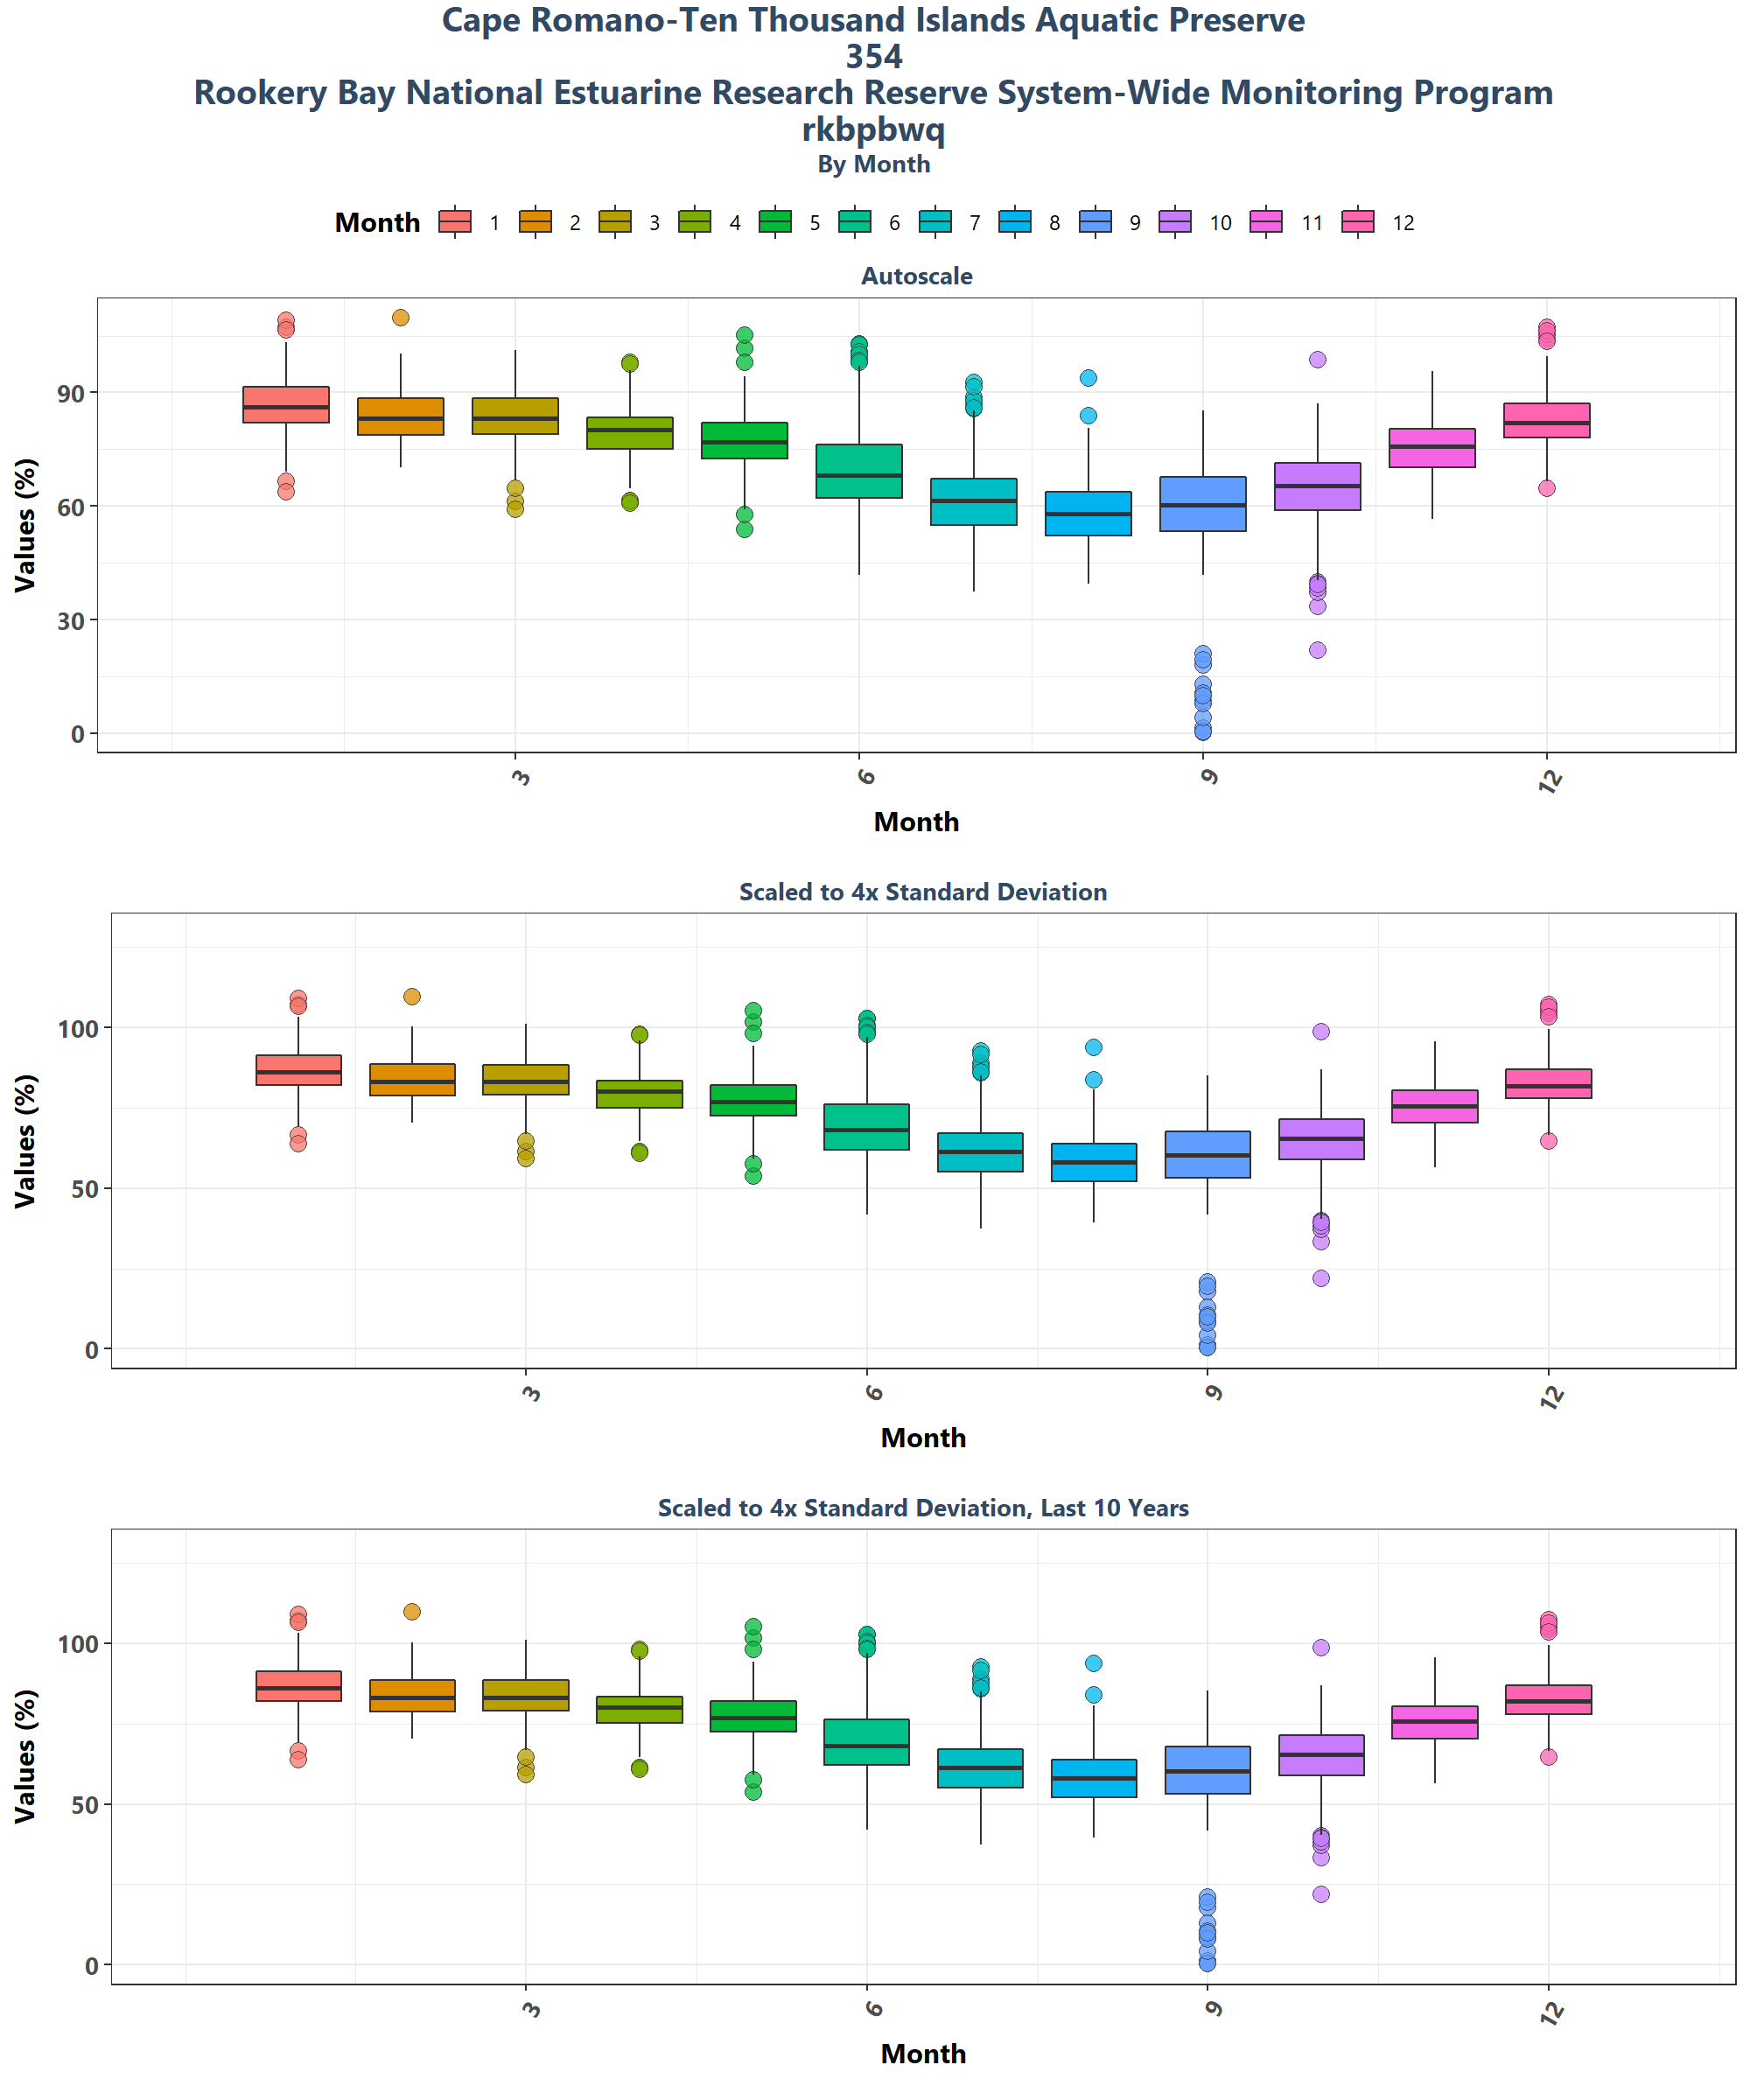 Cape Romano-Ten Thousand Islands Aquatic Preserve
354
Rookery Bay National Estuarine Research Reserve System-Wide Monitoring Program
rkbpbwq
By Month
Month 1 2 3 4 5 6 7 8 9 10 11 12
Autoscale
Values (%)
90
60
30
0
3 6 9 12
Month
Scaled to 4x Standard Deviation
Values (%)
100
50
0
3 6 9 12
Month
Scaled to 4x Standard Deviation, Last 10 Years
Values (%)
100
50
0
3 6 9 12
Month